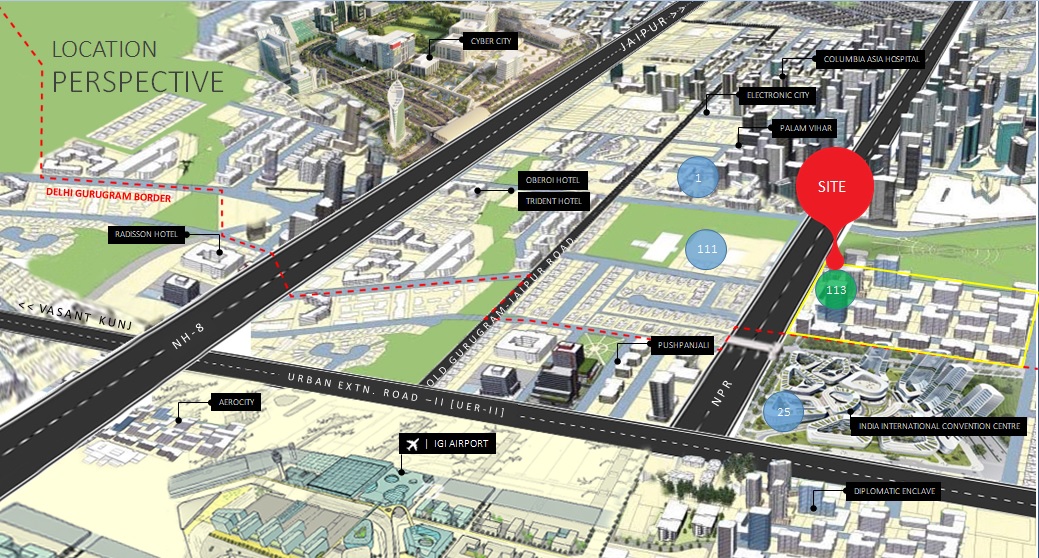 LOCATION
PERSPECTIVE
CYBER CITY
JAIPUR >>
COLUMBIA ASIA HOSPITAL
ELECTRONIC CITY
PALAM VIHAR
1
SITE
OBEROI HOTEL
TRIDENT HOTEL
DELHI GURUGRAM BORDER
RADISSON HOTEL
111
113
<< VASANT KUNJ
NH-8
OLD GURUGRAM-JAIPUR ROAD
PUSHPANJALI
URBAN EXTN. ROAD –II [UER-II]
NPR
25
INDIA INTERNATIONAL CONVENTION CENTRE
AEROCITY
| IGI AIRPORT
DIPLOMATIC ENCLAVE